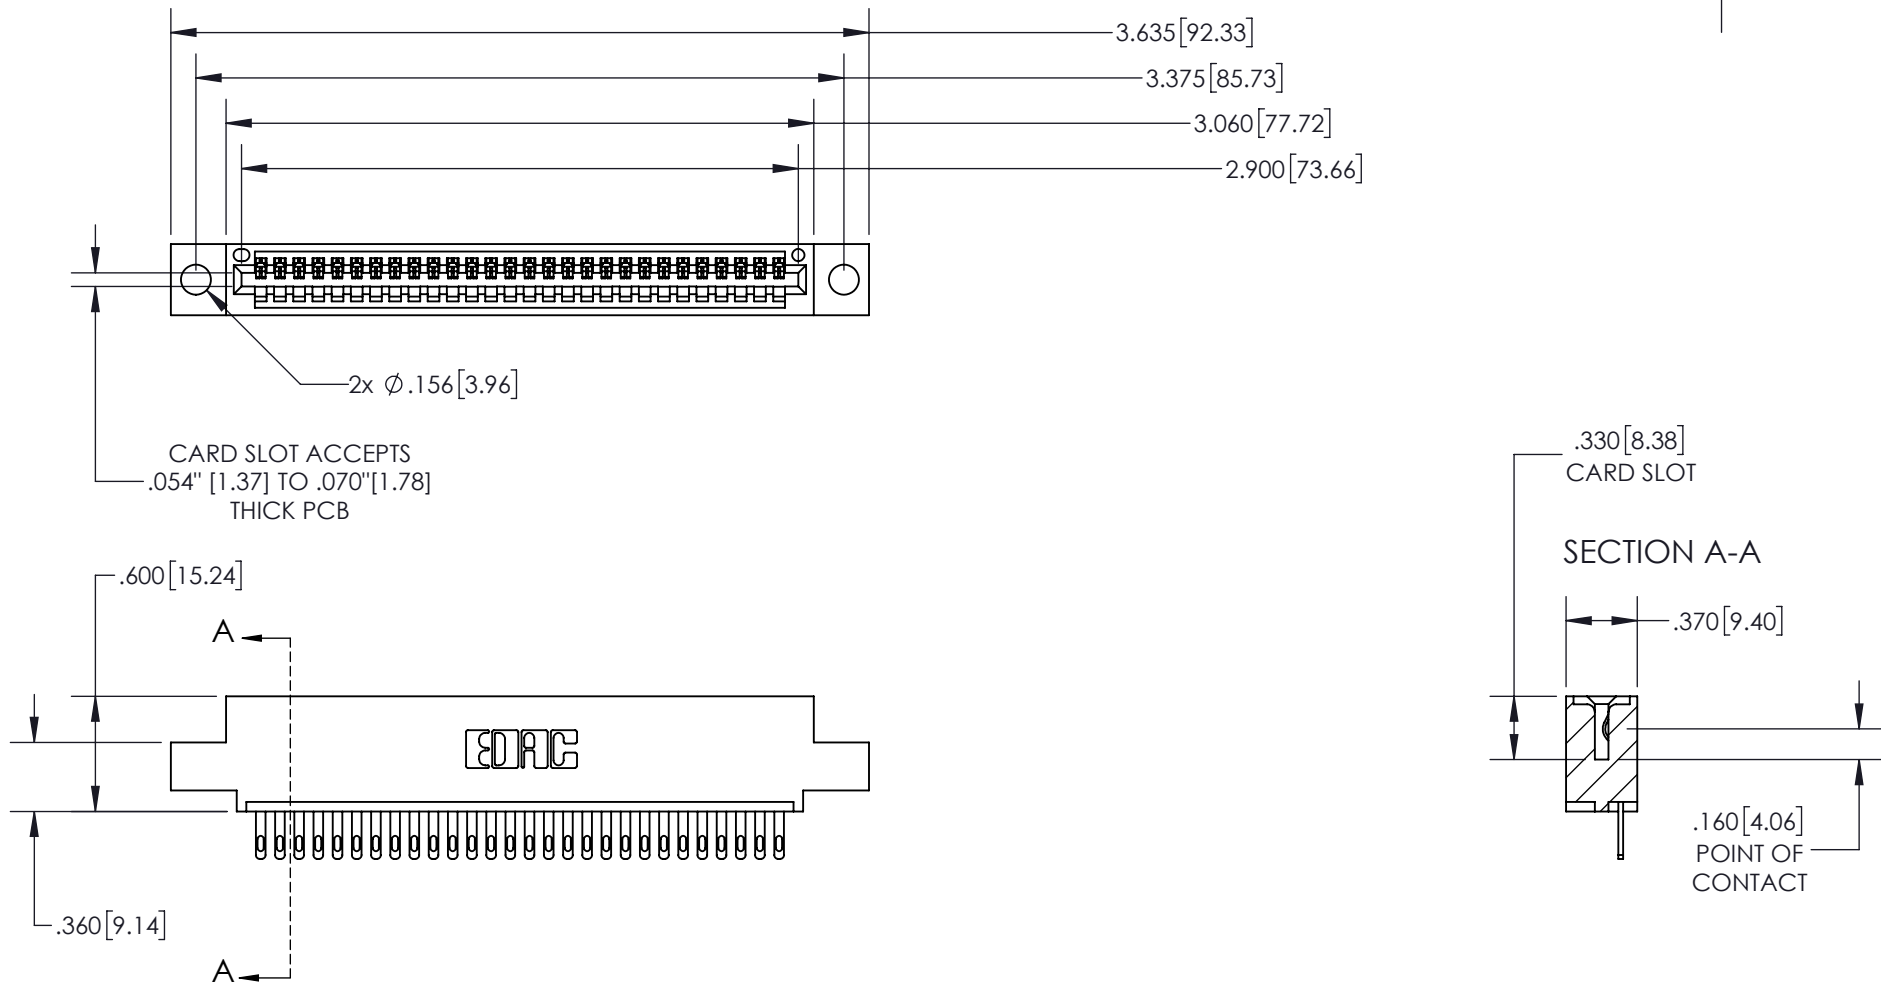 3.635[92.33]
3.375[85.73]
3.060[77.72]
2.900[73.66]
2x ∅.156[3.96]
CARD SLOT ACCEPTS
.054" [1.37] TO .070"[1.78]
THICK PCB
.330[8.38]
CARD SLOT
SECTION A-A
.600[15.24]
.370[9.40]
A
EDAC
.160[4.06]
POINT OF
CONTACT
.360[9.14]
A